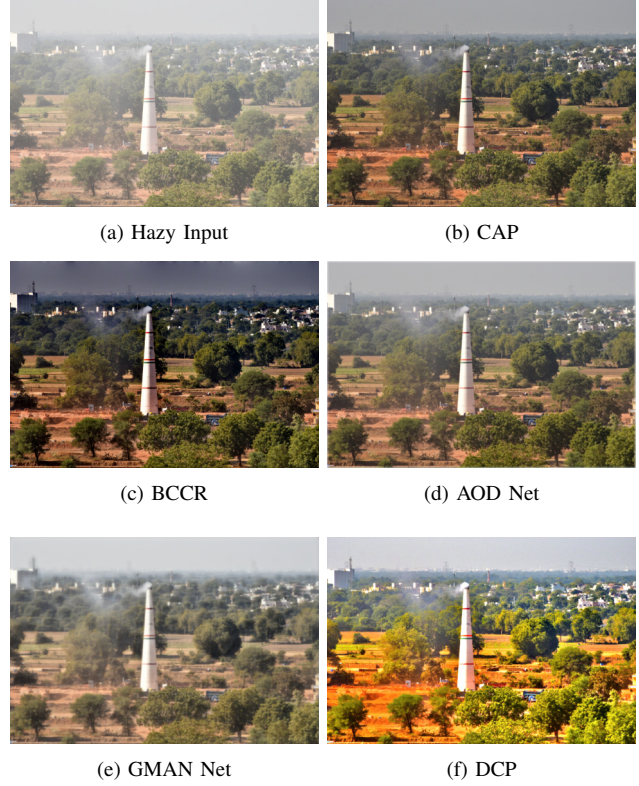 (a) Hazy Input
(b) CAP
(c) BCCR
(d) AOD Net
(e) GMAN Net
(f) DCP